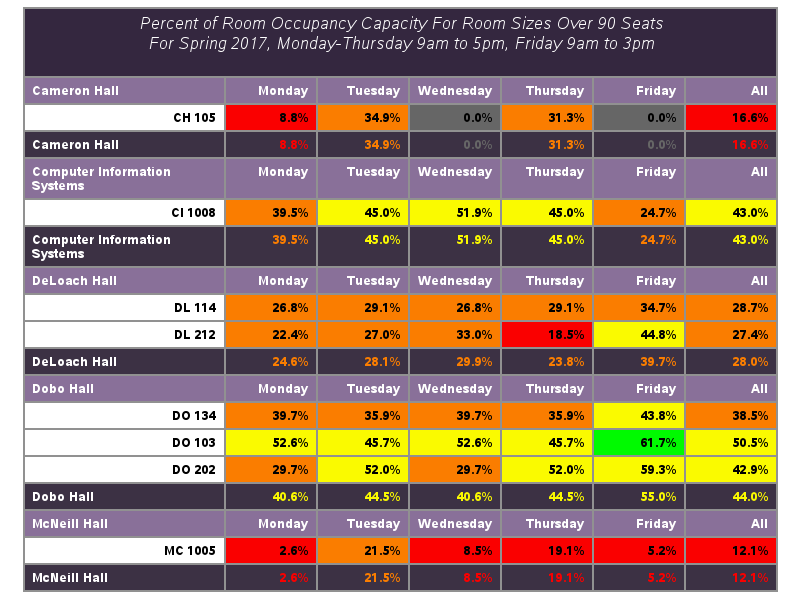 Percent of Room Occupancy Capacity For Room Sizes Over 90 Seats
For Spring 2017, Monday-Thursday 9am to 5pm, Friday 9am to 3pm
Cameron Hall Monday Tuesday Wednesday Thursday Friday All
CH 105 8.8% 34.9% 0.0% 31.3% 0.0% 16.6%
Cameron Hall 8.8% 34.9% 0.0% 31.3% 0.0% 16.6%
Computer Information Monday Tuesday Wednesday Thursday Friday All
Systems
CI 1008 39.5% 45.0% 51.9% 45.0% 24.7% 43.0%
Computer Information 39.5% 45.0% 51.9% 45.0% 24.7% 43.0%
Systems
DeLoach Hall Monday Tuesday Wednesday Thursday Friday All
DL 114 26.8% 29.1% 26.8% 29.1% 34.7% 28.7%
DL 212 22.4% 27.0% 33.0% 18.5% 44.8% 27.4%
DeLoach Hall 24.6% 28.1% 29.9% 23.8% 39.7% 28.0%
Dobo Hall Monday Tuesday Wednesday Thursday Friday All
DO 134 39.7% 35.9% 39.7% 35.9% 43.8% 38.5%
DO 103 52.6% 45.7% 52.6% 45.7% 61.7% 50.5%
DO 202 29.7% 52.0% 29.7% 52.0% 59.3% 42.9%
Dobo Hall 40.6% 44.5% 40.6% 44.5% 55.0% 44.0%
McNeill Hall Monday Tuesday Wednesday Thursday Friday All
MC 1005 2.6% 21.5% 8.5% 19.1% 5.2% 12.1%
McNeill Hall 2.6% 21.5% 8.5% 19.1% 5.2% 12.1%